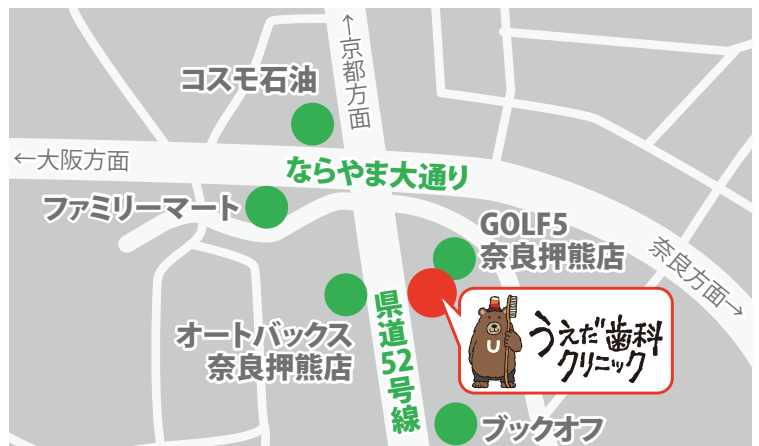 ↑京都方面
コスモ石油
←大阪方面
ならやま大通り
ファミリーマート
GOLF5
奈良押熊店
奈良方面→
オートバックス
奈良押熊店
県道52号線
U
うえだ歯科
クリニック
ブックオフ